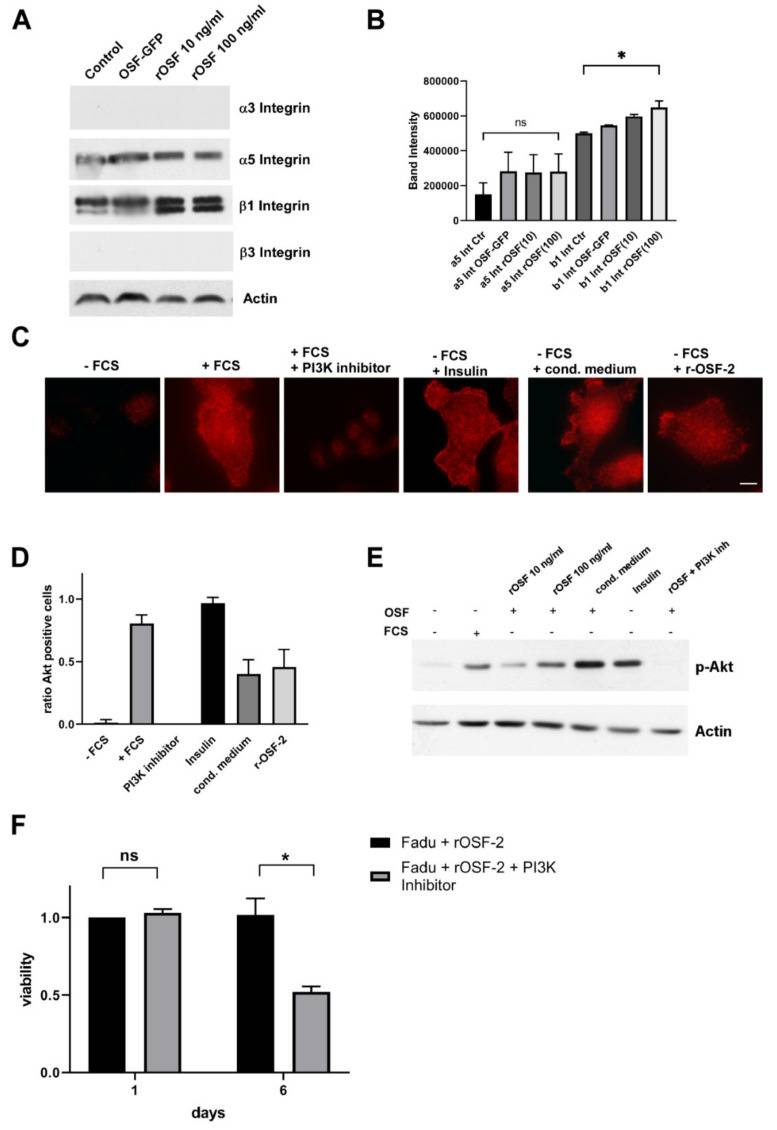 A
Control
OSF-GFP
rOSF 10 ng/ml
rOSF 100 ng/ml
α3 Integrin
α5 Integrin
β1 Integrin
β3 Integrin
Actin
B
Band Intensity
800000
600000
400000
200000
0
ns
*
a5 Int Ctr
a5 Int OSF-GFP
a5 Int rOSF(10)
a5 Int rOSF(100)
b1 Int Ctr
b1 Int OSF-GFP
b1 Int rOSF(10)
b1 Int rOSF(100)
C
- FCS
+ FCS
+ FCS
+ PI3K inhibitor
- FCS
+ Insulin
- FCS
+ cond. medium
- FCS
+ r-OSF-2
D
ratio Akt positive cells
1.0
0.5
0.0
- FCS
+ FCS
PI3K inhibitor
Insulin
cond. medium
r-OSF-2
E
rOSF 10 ng/ml
rOSF 100 ng/ml
cond. medium
Insulin
rOSF + PI3K inh
OSF - - + + + - +
FCS - + - - - - -
p-Akt
Actin
F
viability
1.0
0.5
0.0
ns
*
1 6
days
Fadu + rOSF-2
Fadu + rOSF-2 + PI3K
Inhibitor